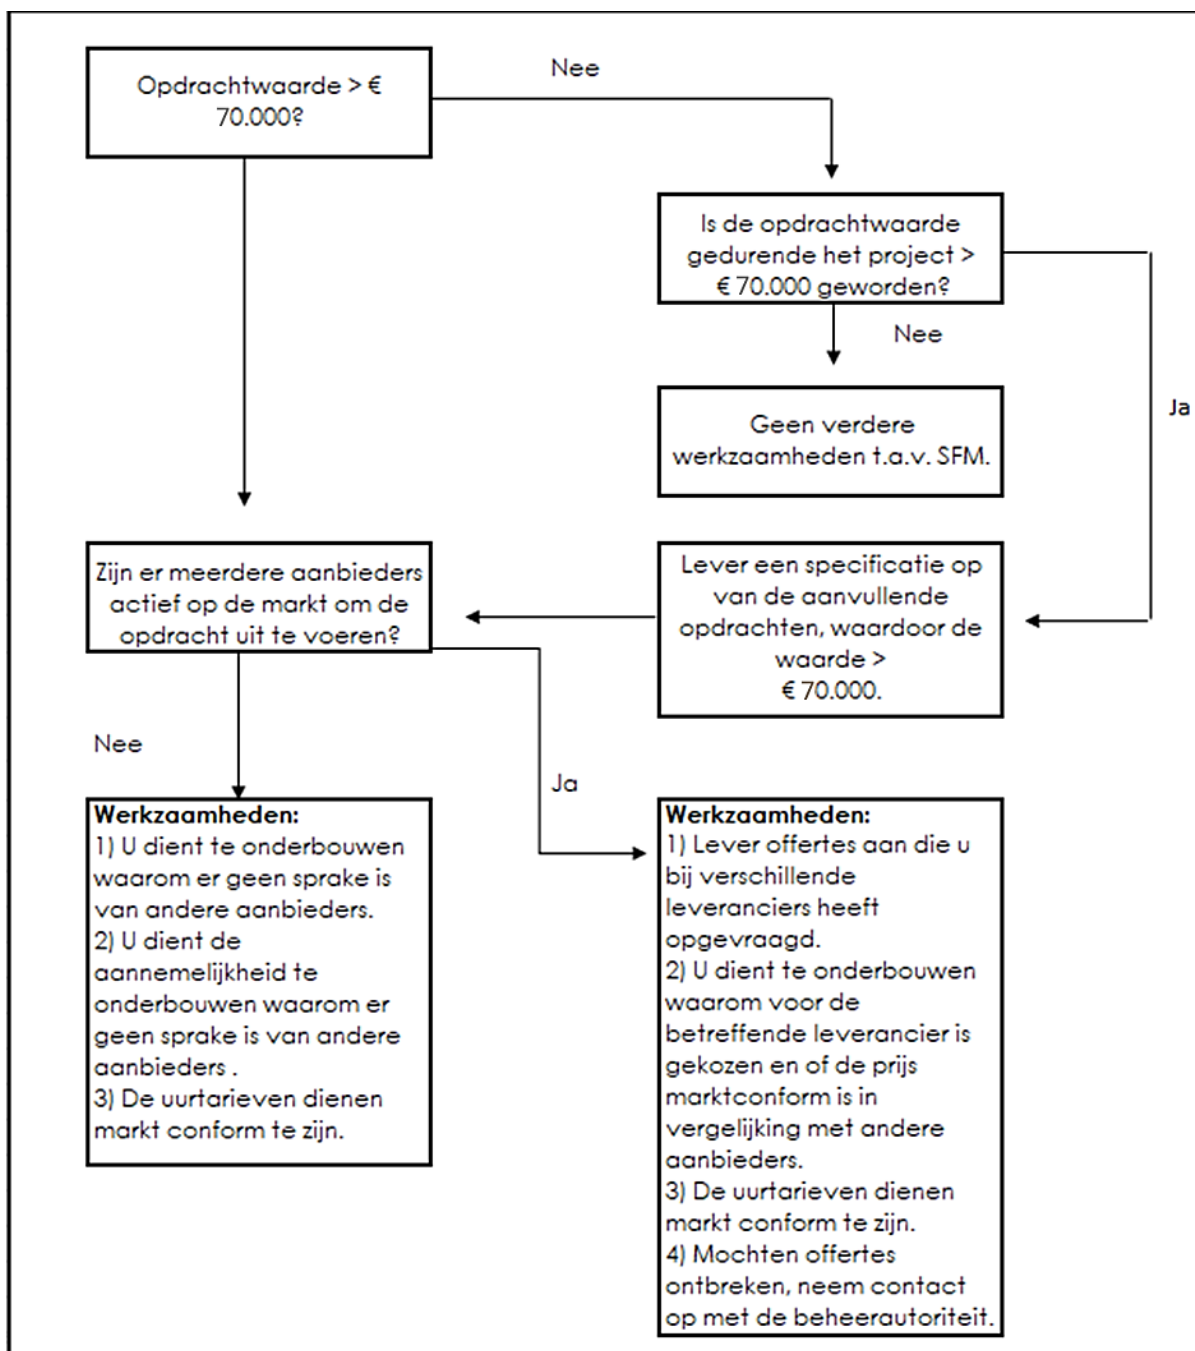 Opdrachtwaarde > €
70.000?
Nee
Is de opdrachtwaarde
gedurende het project >
€ 70.000 geworden?
Nee
Ja
Geen verdere
werkzaamheden t.a.v. SFM.
Zijn er meerdere aanbieders
actief op de markt om de
opdracht uit te voeren?
Lever een specificatie op
van de aanvullende
opdrachten, waardoor de
waarde >
€ 70.000.
Nee
Ja
Werkzaamheden:
1) U dient te onderbouwen
waarom er geen sprake is
van andere aanbieders.
2) U dient de
aannemelijkheid te
onderbouwen waarom er
geen sprake is van andere
aanbieders .
3) De uurtarieven dienen
markt conform te zijn.
Werkzaamheden:
1) Lever offertes aan die u
bij verschillende
leveranciers heeft
opgevraagd.
2) U dient te onderbouwen
waarom voor de
betreffende leverancier is
gekozen en of de prijs
marktconform is in
vergelijking met andere
aanbieders.
3) De uurtarieven dienen
markt conform te zijn.
4) Mochten offertes
ontbreken, neem contact
op met de beheerautoriteit.